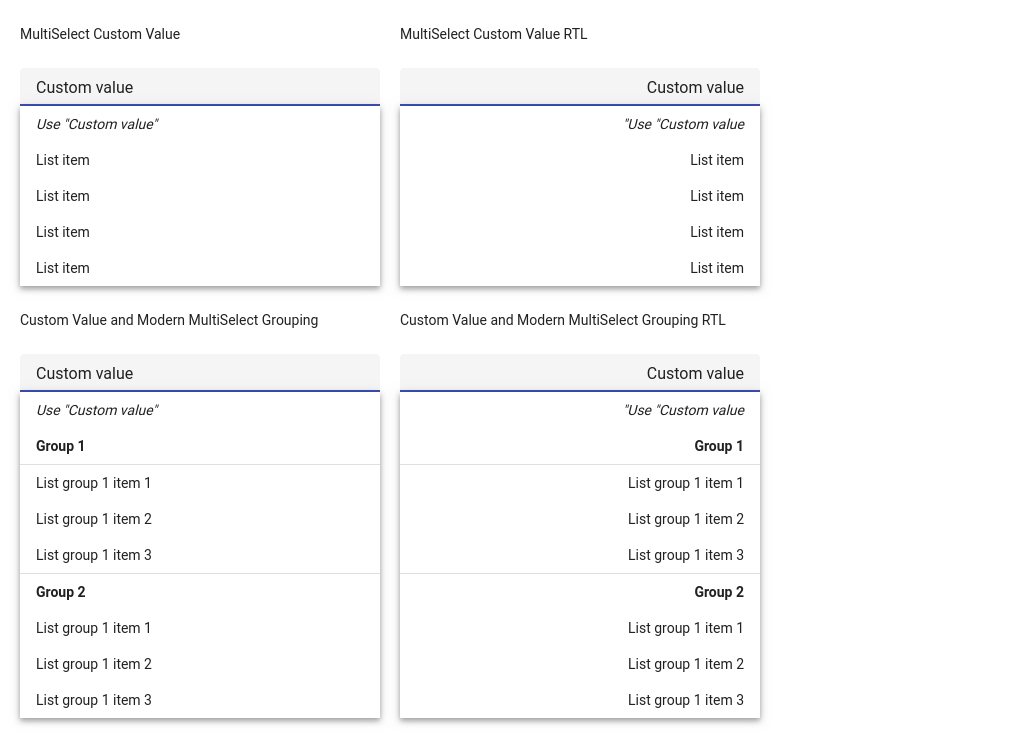 MultiSelect Custom Value
Custom value
Use "Custom value"
List item
List item
List item
List item
MultiSelect Custom Value RTL
Custom value
"Use "Custom value
List item
List item
List item
List item
Custom Value and Modern MultiSelect Grouping
Custom value
Use "Custom value"
Group 1
List group 1 item 1
List group 1 item 2
List group 1 item 3
Group 2
List group 1 item 1
List group 1 item 2
List group 1 item 3
Custom Value and Modern MultiSelect Grouping RTL
Custom value
"Use "Custom value
Group 1
List group 1 item 1
List group 1 item 2
List group 1 item 3
Group 2
List group 1 item 1
List group 1 item 2
List group 1 item 3